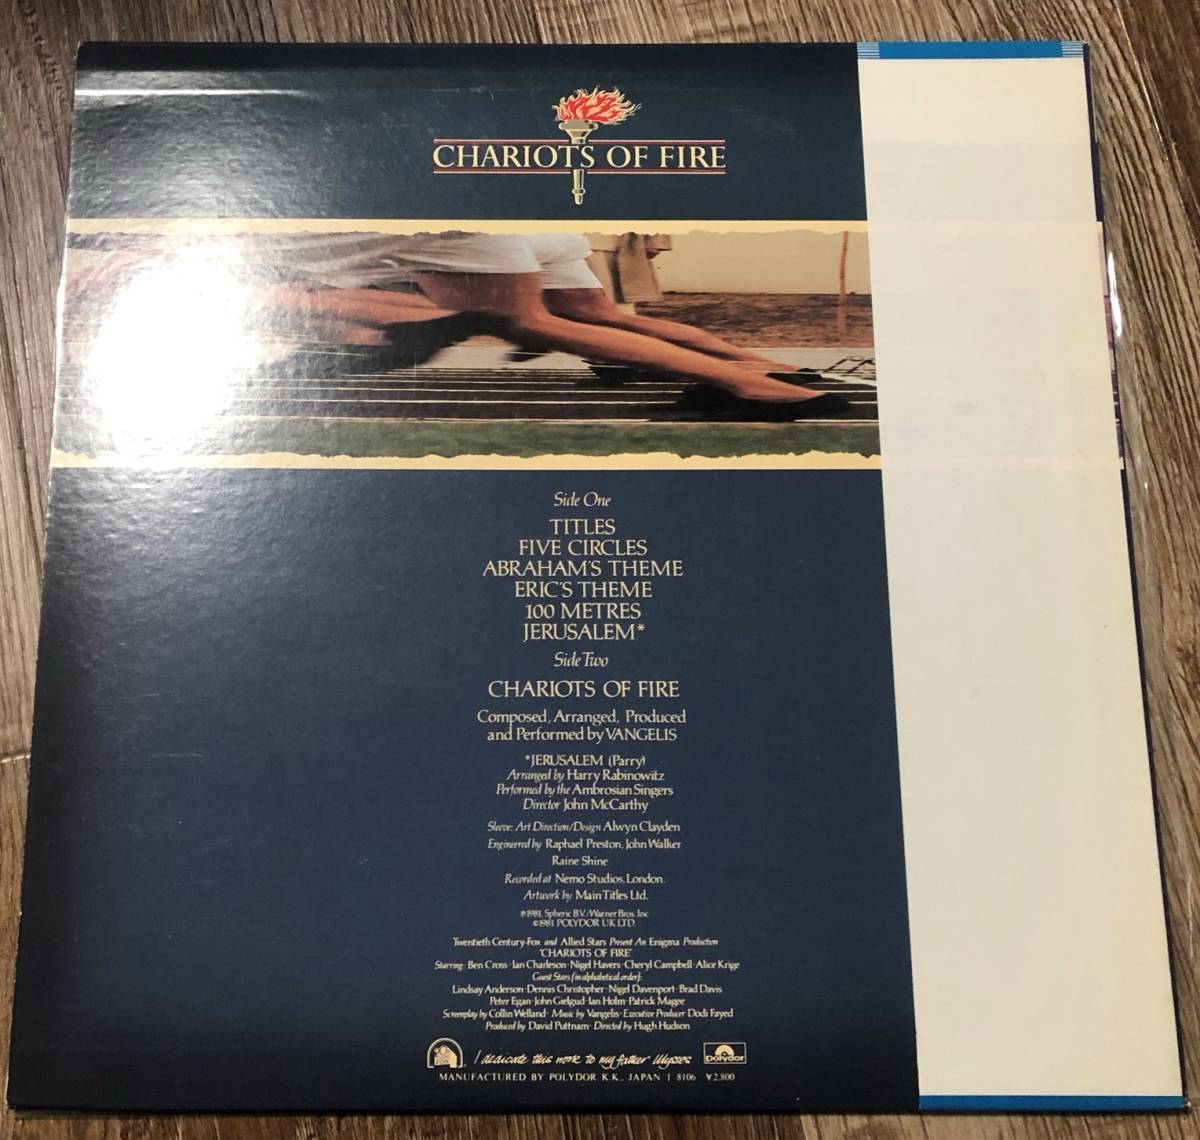 CHARIOTS OF FIRE
Side One
TITLES
FIVE CIRCLES
ABRAHAM'S THEME
ERIC'S THEME
100 METRES
JERUSALEM*
Side Two
CHARIOTS OF FIRE
Composed, Arranged, Produced
and Performed by VANGELIS
*JERUSALEM (Parry)
Arranged by Harry Rabinowitz
Performed by the Ambrosian Singers
Director John McCarthy
Sleeve: Art Direction/Design Alwyn Clayden
Engineered by Raphael Preston, John Walker
Raine Shine
Recorded at Nemo Studios, London.
Artwork by Main Titles Ltd.
℗1981, Spheric B.V./Warner Bros. Inc
©1981 POLYDOR UK LTD.
Twentieth Century-Fox and Allied Stars Present An Enigma Production
"CHARIOTS OF FIRE"
Starring: Ben Cross · Ian Charleson · Nigel Havers · Cheryl Campbell · Alice Krige
Guest Stars (in alphabetical order):
Lindsay Anderson · Dennis Christopher · Nigel Davenport · Brad Davis
Peter Egan · John Gielgud · Ian Holm · Patrick Magee
Screenplay by Collin Welland · Music by Vangelis · Executive Producer Dodi Fayed
Produced by David Puttnam · Directed by Hugh Hudson
I dedicate this work to my father Ulysses
polydor
MANUFACTURED BY POLYDOR K.K., JAPAN | 8106 ¥2,800